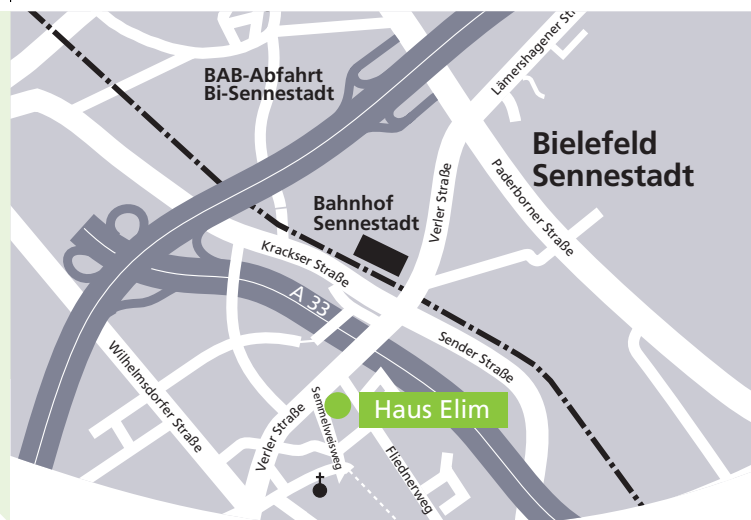 Lämershagener Str
BAB-Abfahrt
Bi-Sennestadt
Bielefeld
Sennestadt
Paderborner Straße
Verler Straße
Bahnhof
Sennestadt
Krackser Straße
A 33
Sender Straße
Wilhelmsdorfer Straße
Haus Elim
Semmelweisweg
Verler Straße
Fliednerweg